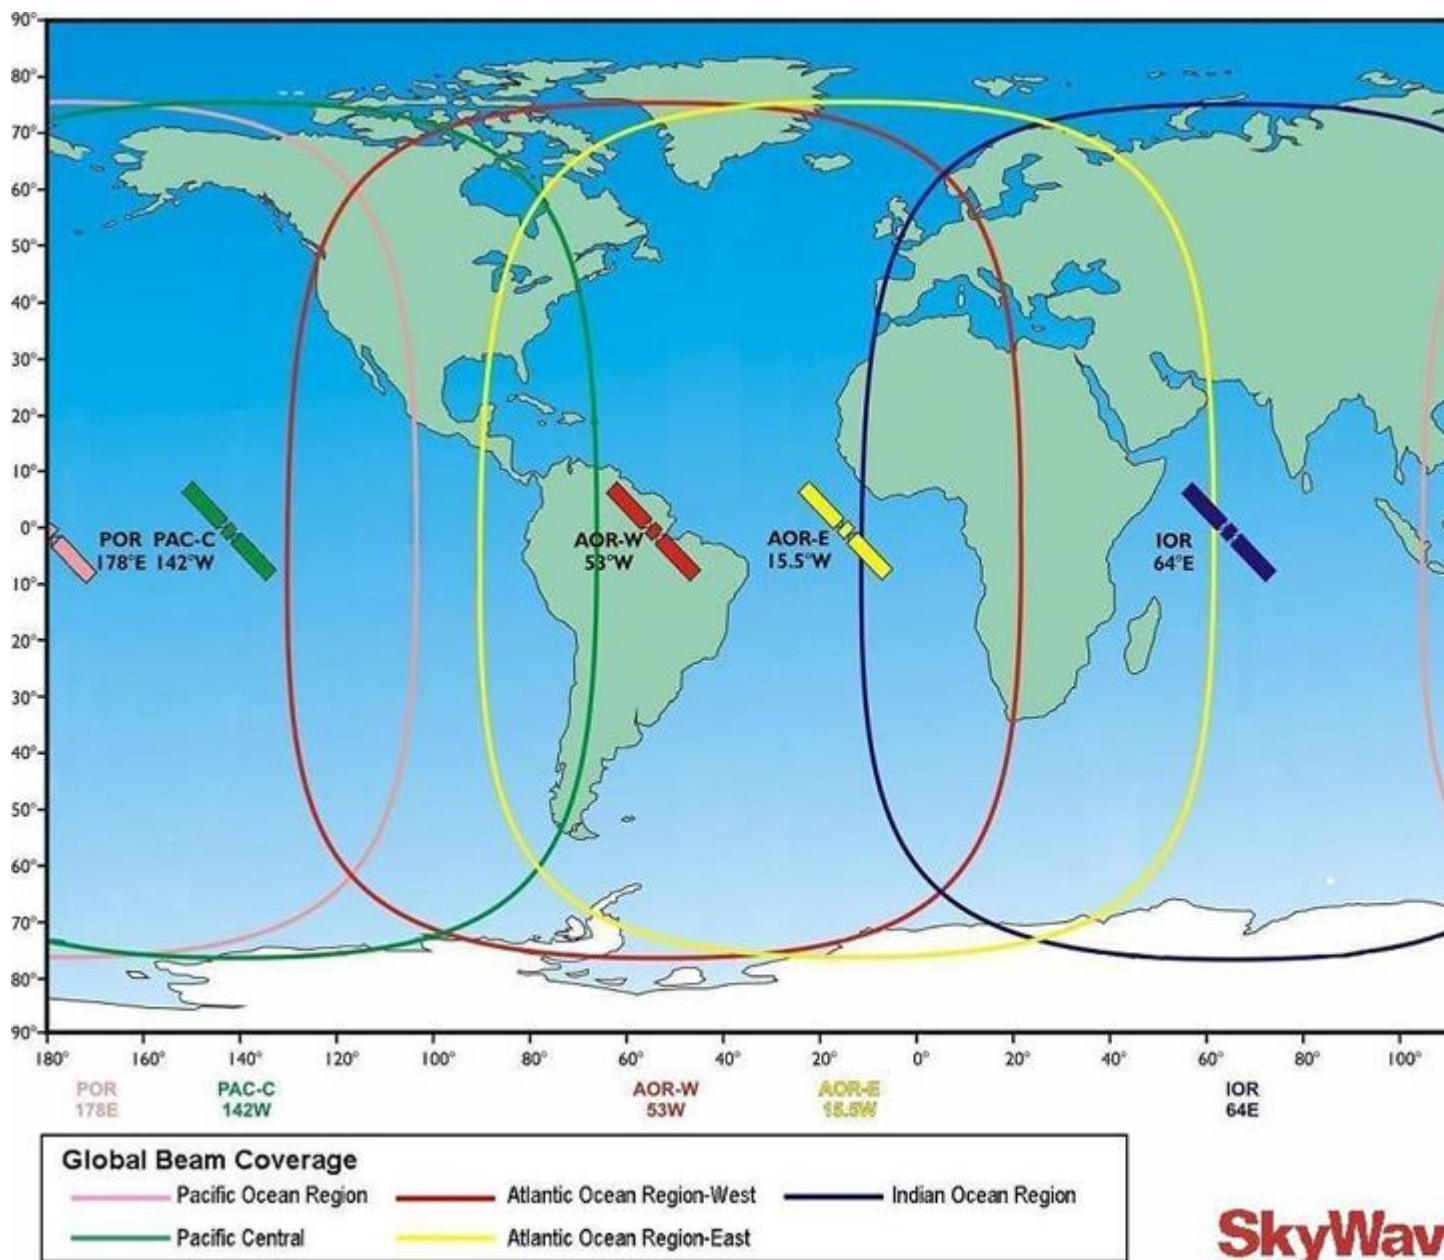 90°
80°
70°
60°
50°
40°
30°
20°
10°
0°
10°
20°
30°
40°
50°
60°
70°
80°
90°
POR PAC-C
178°E 142°W
AOR-W
53°W
AOR-E
15.5°W
IOR
64°E
180° 160° 140° 120° 100° 80° 60° 40° 20° 0° 20° 40° 60° 80° 100°
POR PAC-C AOR-W AOR-E IOR
178E 142W 53W 15.5W 64E
Global Beam Coverage
Pacific Ocean Region Atlantic Ocean Region-West Indian Ocean Region
Pacific Central Atlantic Ocean Region-East
SkyWav